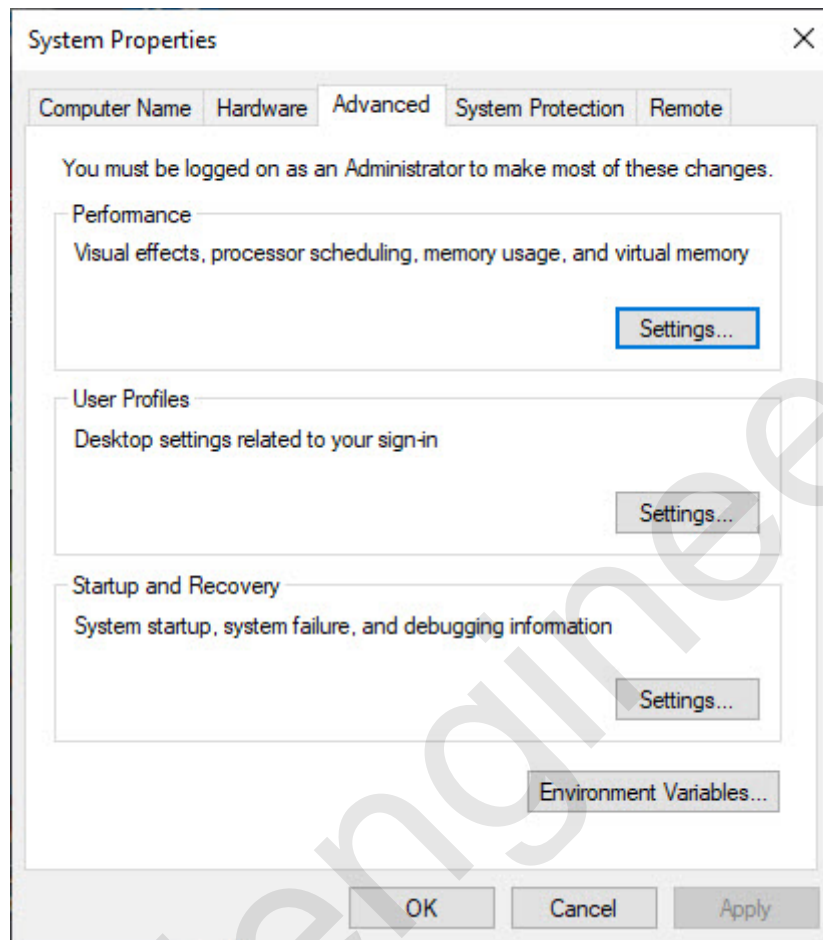 System Properties
Computer Name Hardware Advanced System Protection Remote
You must be logged on as an Administrator to make most of these changes.
Performance
Visual effects, processor scheduling, memory usage, and virtual memory
Settings...
User Profiles
Desktop settings related to your sign-in
Settings...
Startup and Recovery
System startup, system failure, and debugging information
Settings...
Environment Variables...
OK Cancel Apply